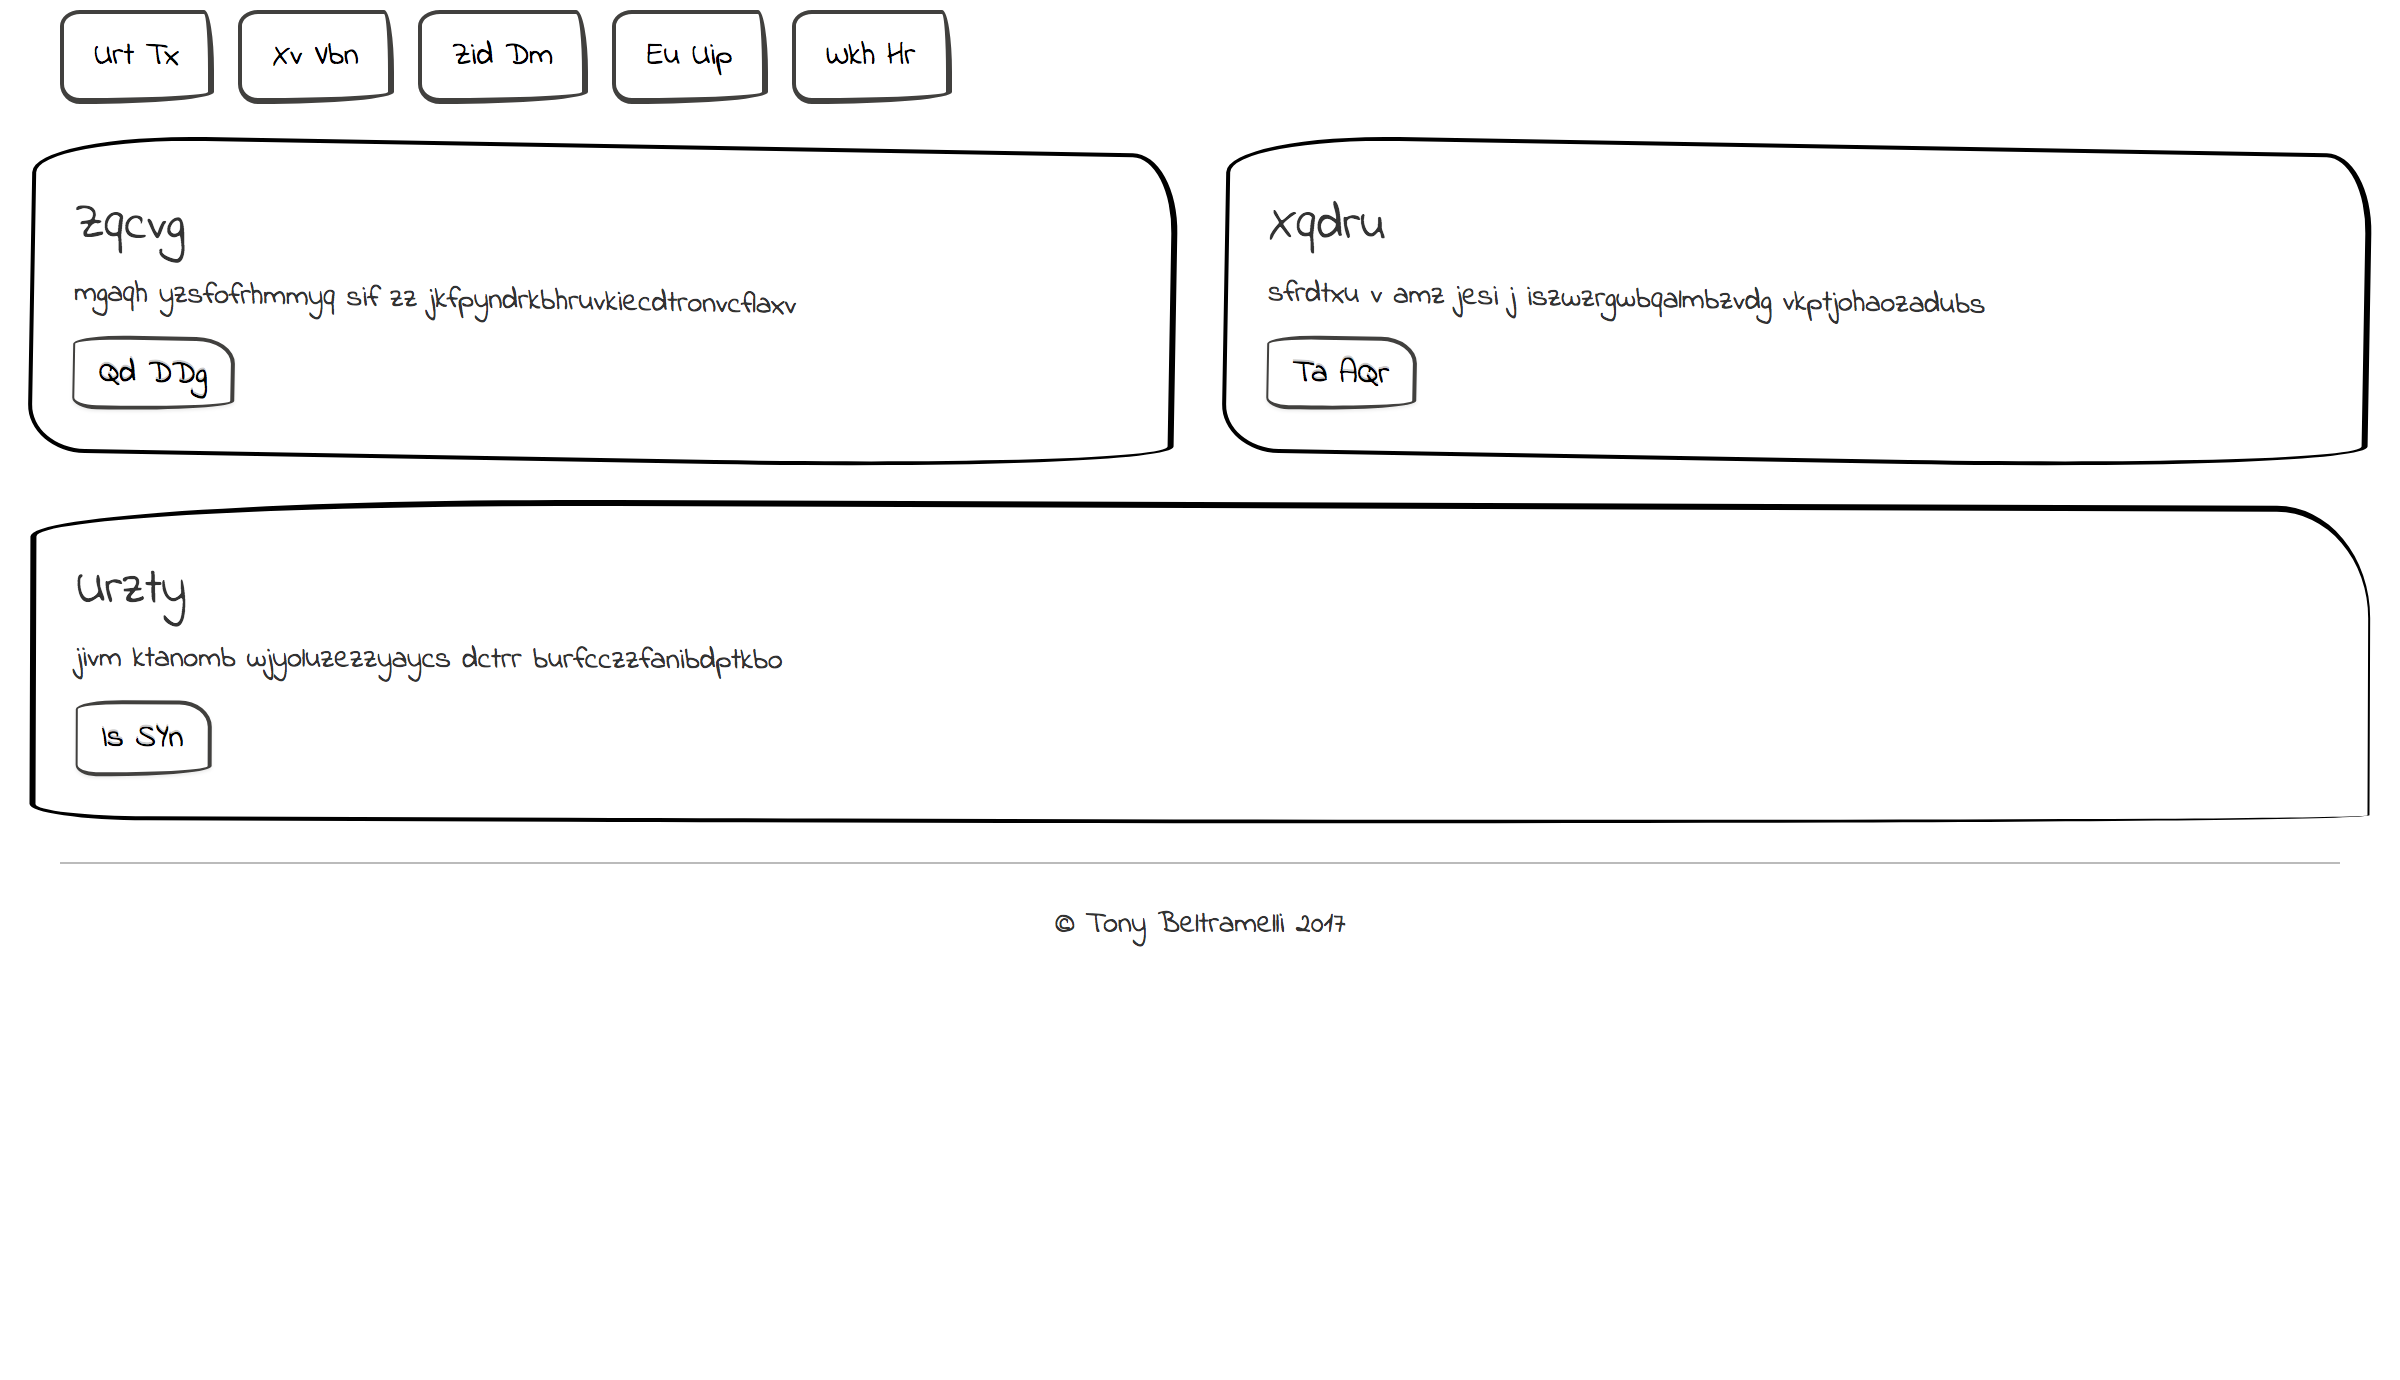 Urt Tx
Xv Vbn
Zid Dm
Eu Uip
Wkh Hr
Zqcvg
mgaqh yzsfofrhmmyq sif zz jkfpyndrkbhruvkiecdtronvcflaxv
Qd DDg
xqdru
sfrdtxu v amz jesi j iszwzrgwbqalmbzvdg vkptjohaozadubs
Ta AQr
Urzty
jivm ktanomb wjyoluzezzyaycs dctrr burfcczzfanibdptkbo
Is SYn
© Tony Beltramelli 2017